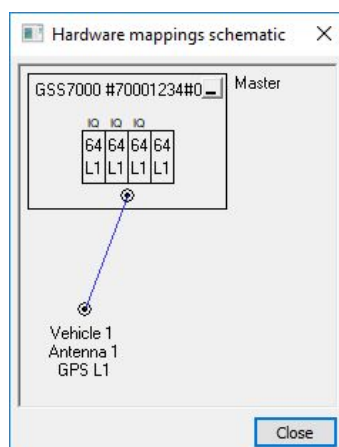 Hardware mappings schematic
GSS7000 #70001234#0
Master
IQ IQ IQ
64 64 64 64
L1 L1 L1 L1
Vehicle 1
Antenna 1
GPS L1
Close